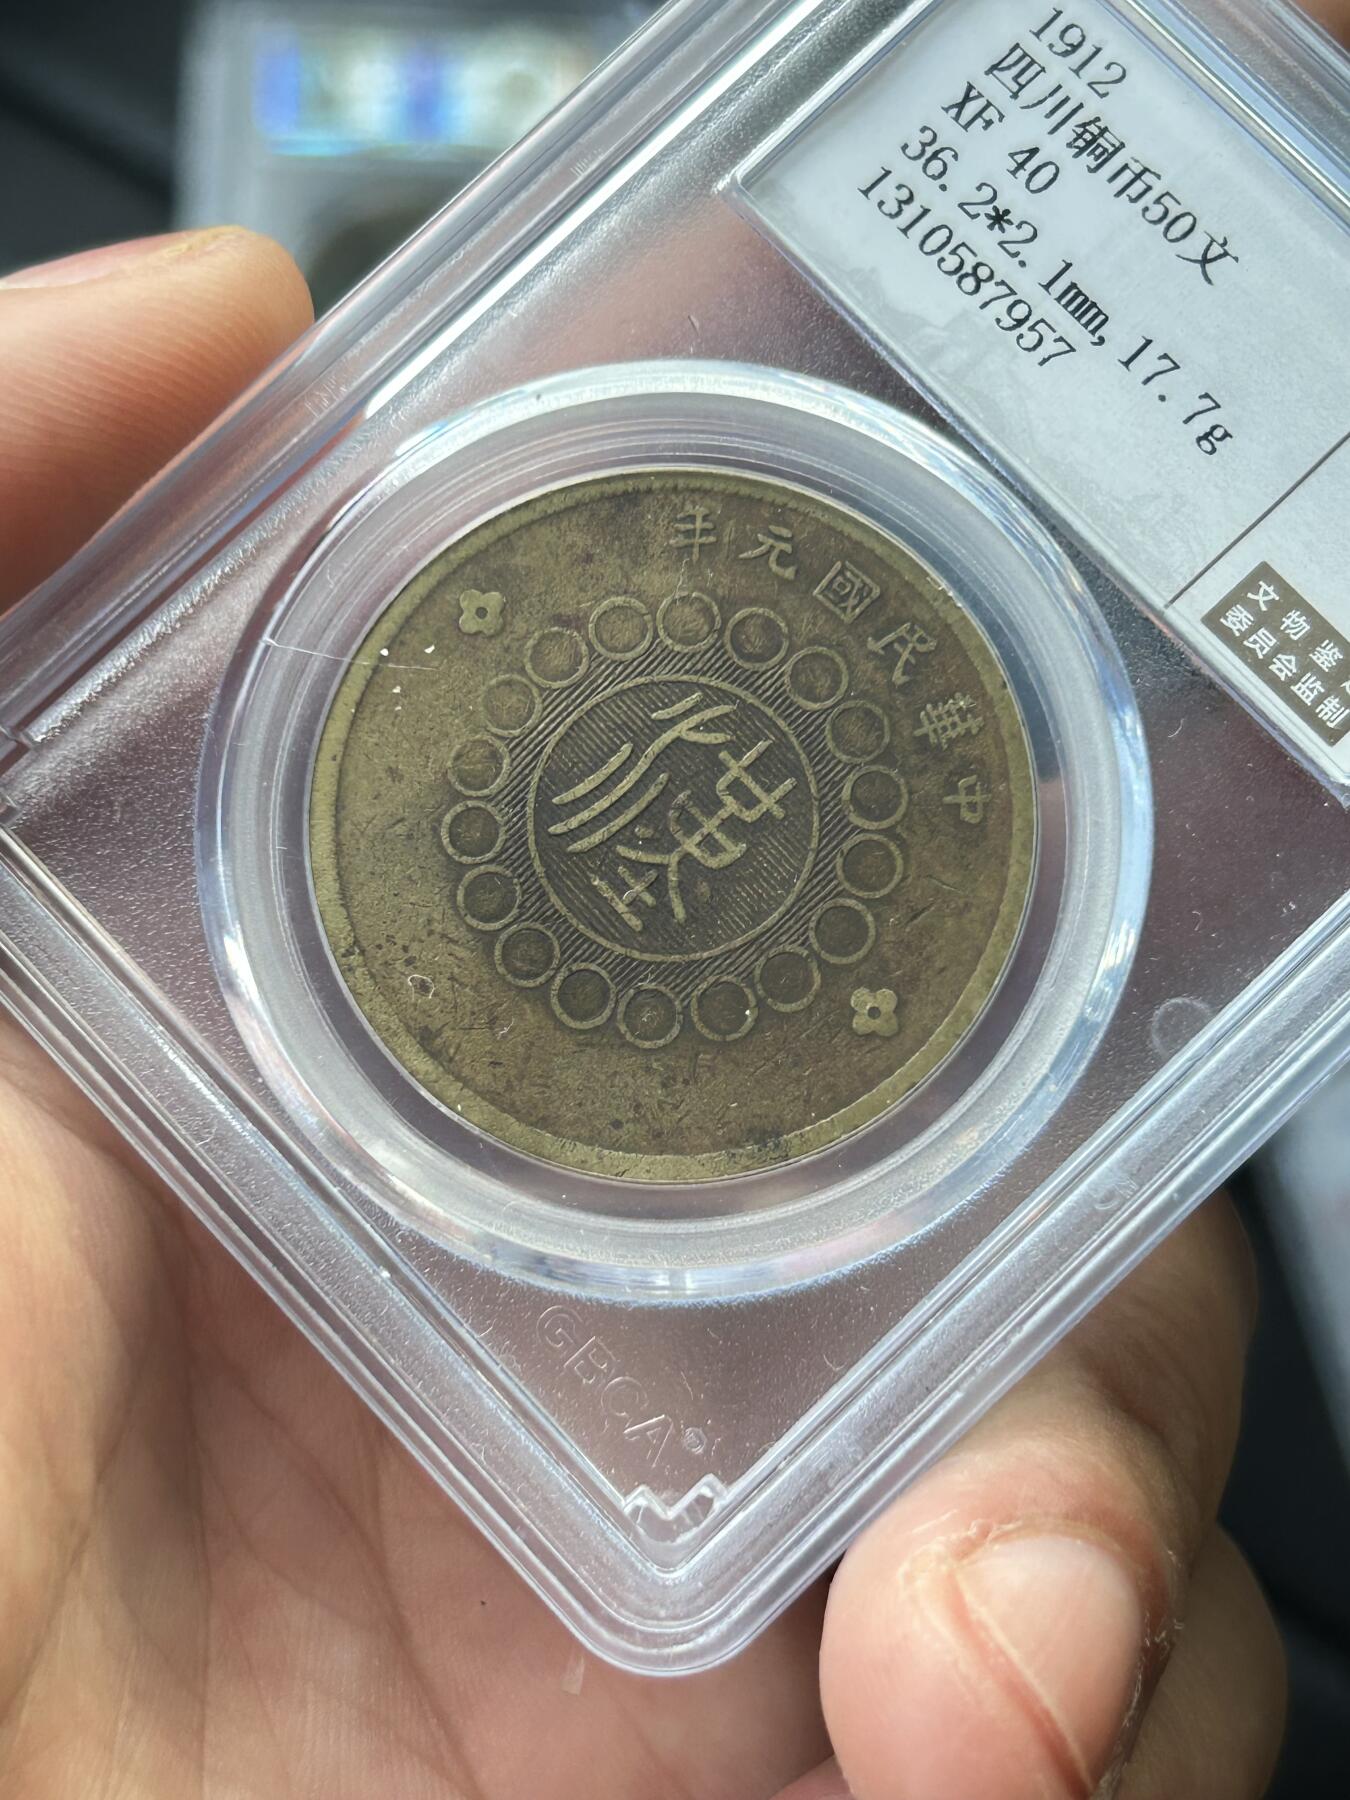 1912
四川铜币50文
XF 40
36.2*2.1mm, 17.7g
1310587957
文物鉴
委员会监制
年元國民華中
漢
GBCA